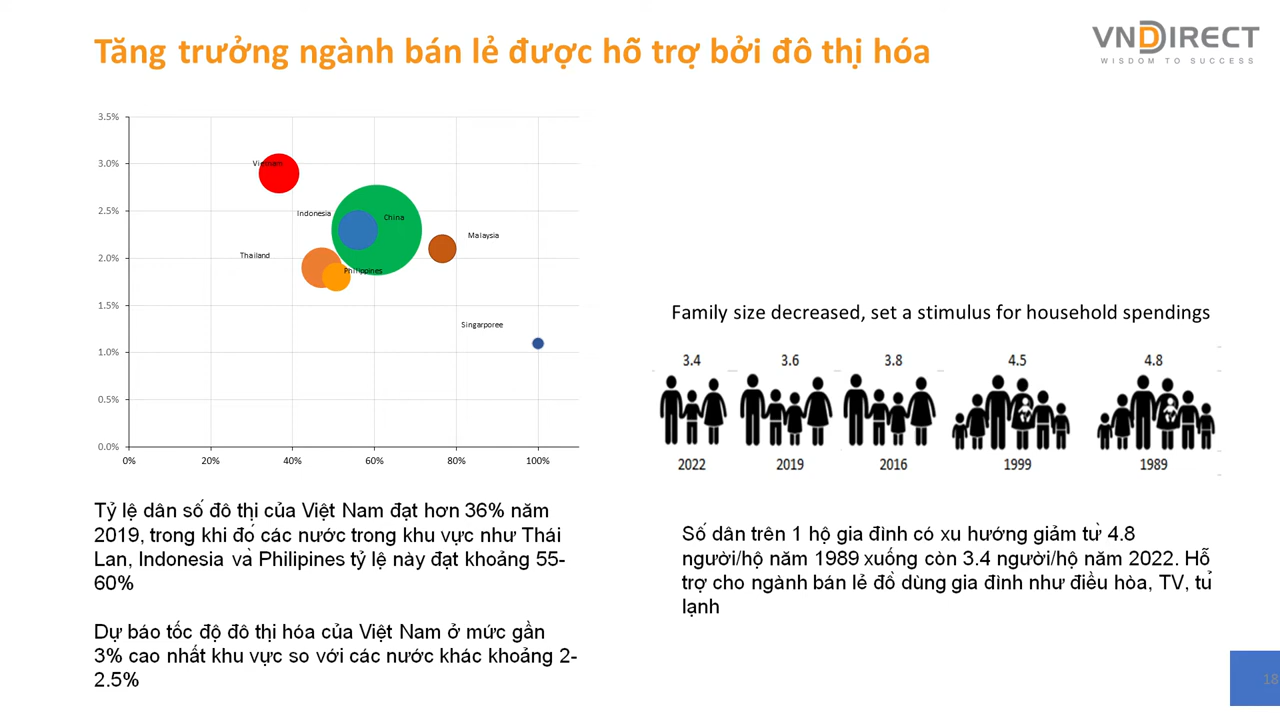 Tăng trưởng ngành bán lẻ được hỗ trợ bởi đô thị hóa
VNDIRECT
WISDOM TO SUCCESS
3.5%
3.0%
2.5%
2.0%
1.5%
1.0%
0.5%
0.0%
0%
20%
40%
60%
80%
100%
Vietnam
Indonesia
China
Malaysia
Thailand
Philippines
Singarporee
Tỷ lệ dân số đô thị của Việt Nam đạt hơn 36% năm
2019, trong khi đó các nước trong khu vực như Thái
Lan, Indonesia và Philipines tỷ lệ này đạt khoảng 55-
60%
Dự báo tốc độ đô thị hóa của Việt Nam ở mức gần
3% cao nhất khu vực so với các nước khác khoảng 2-
2.5%
Family size decreased, set a stimulus for household spendings
3.4
3.6
3.8
4.5
4.8
2022
2019
2016
1999
1989
Số dân trên 1 hộ gia đình có xu hướng giảm từ 4.8
người/hộ năm 1989 xuống còn 3.4 người/hộ năm 2022. Hỗ
trợ cho ngành bán lẻ đồ dùng gia đình như điều hòa, TV, tủ
lạnh
18